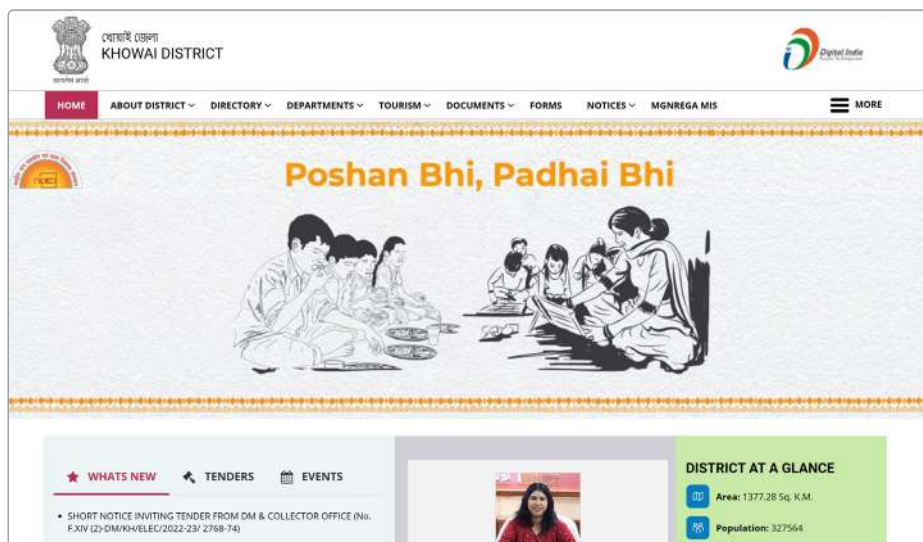 খোয়াই জেলা
KHOWAI DISTRICT
Digital India
HOME ABOUT DISTRICT DIRECTORY DEPARTMENTS TOURISM DOCUMENTS FORMS NOTICES MGNREGA MIS MORE
Poshan Bhi, Padhai Bhi
WHATS NEW TENDERS EVENTS
• SHORT NOTICE INVITING TENDER FROM DM & COLLECTOR OFFICE (No.
F.XIV (2)-DM/KH/ELEC/2022-23/ 2768-74)
DISTRICT AT A GLANCE
Area: 1377.28 Sq. K.M.
Population: 327564